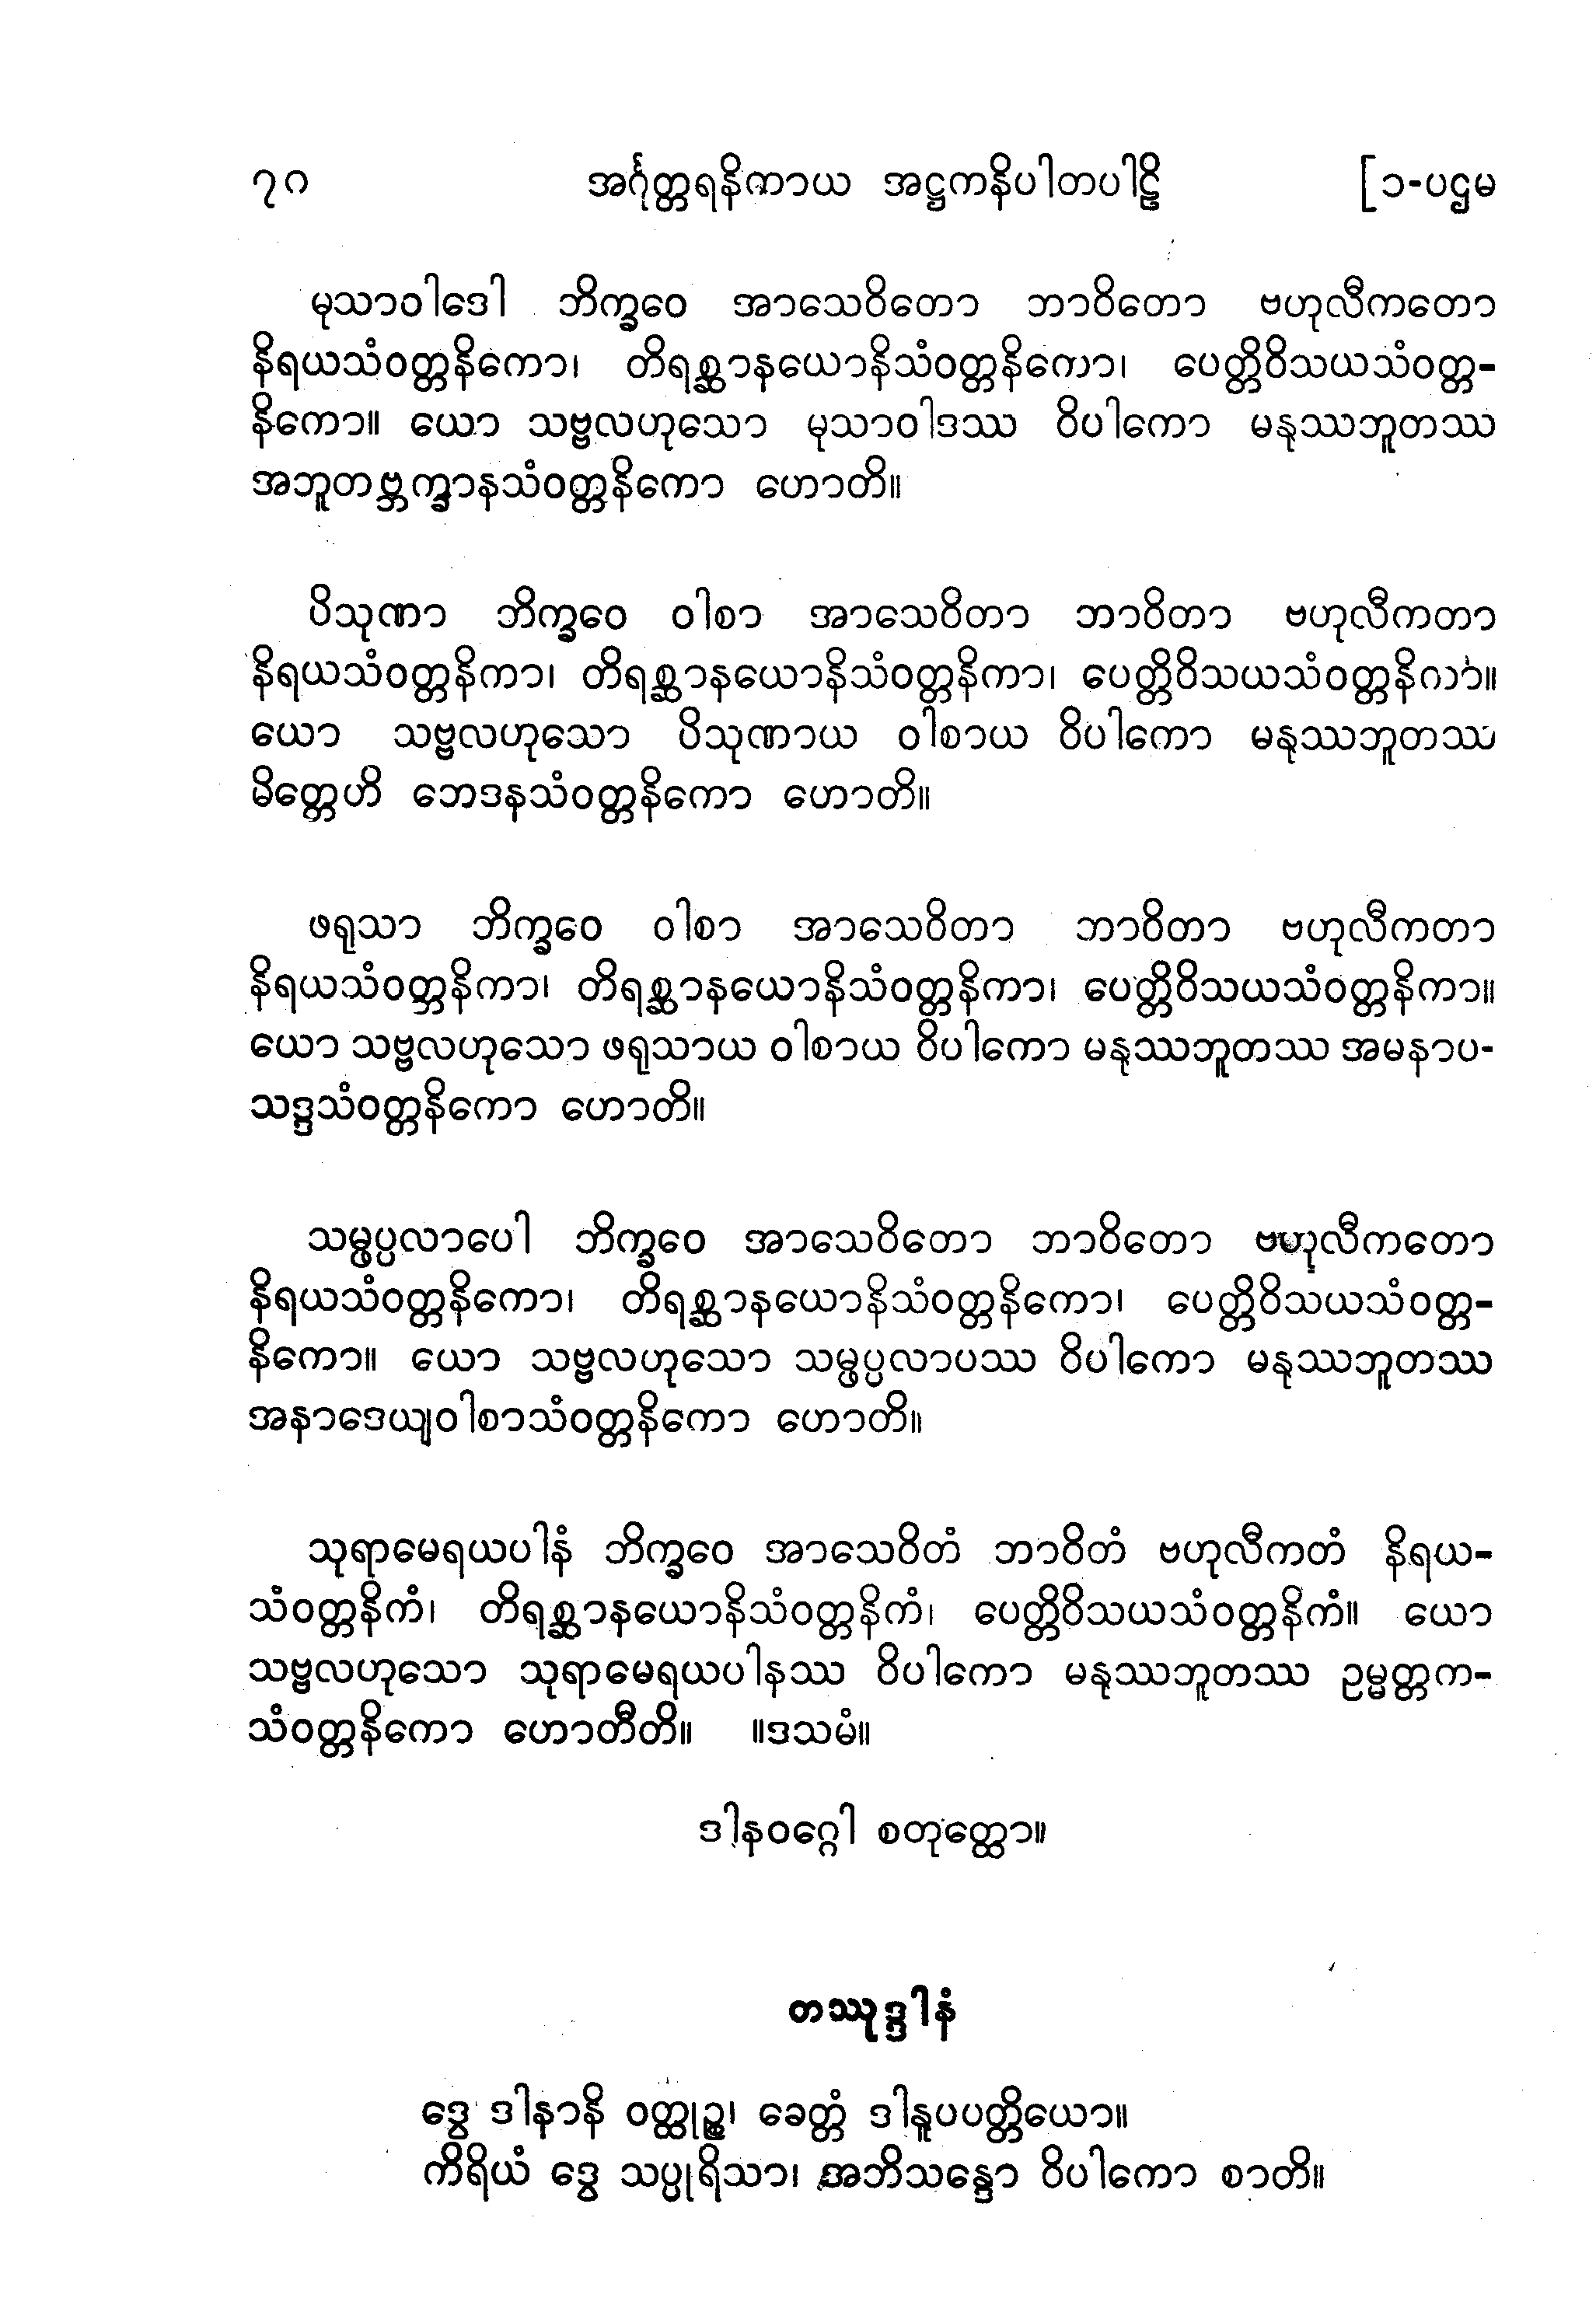 ၇၀ အင်္ဂုတ္တရနိကာယ အဋ္ဌကနိပါတပါဠိ [၁-ပဌမ
မုသာဝါဒေါ ဘိက္ခဝေ အာသေဝိတော ဘာဝိတော ဗဟုလီကတော
နိရယသံဝတ္တနိကော၊ တိရစ္ဆာနယောနိသံဝတ္တနိကော၊ ပေတ္တိဝိသယသံဝတ္တ-
နိကော။ ယော သဗ္ဗလဟုသော မုသာဝါဒဿ ဝိပါကော မနုဿဘူတဿ
အဘူတဗ္ဘက္ခာနသံဝတ္တနိကော ဟောတိ။
ပိသုဏာ ဘိက္ခဝေ ဝါစာ အာသေဝိတာ ဘာဝိတာ ဗဟုလီကတာ
နိရယသံဝတ္တနိကာ၊ တိရစ္ဆာနယောနိသံဝတ္တနိကာ၊ ပေတ္တိဝိသယသံဝတ္တနိကာ။
ယော သဗ္ဗလဟုသော ပိသုဏာယ ဝါစာယ ဝိပါကော မနုဿဘူတဿ
မိတ္တေဟိ ဘေဒနသံဝတ္တနိကော ဟောတိ။
ဖရုသာ ဘိက္ခဝေ ဝါစာ အာသေဝိတာ ဘာဝိတာ ဗဟုလီကတာ
နိရယသံဝတ္တနိကာ၊ တိရစ္ဆာနယောနိသံဝတ္တနိကာ၊ ပေတ္တိဝိသယသံဝတ္တနိကာ။
ယော သဗ္ဗလဟုသော ဖရုသာယ ဝါစာယ ဝိပါကော မနုဿဘူတဿ အမနာပ-
သဒ္ဒသံဝတ္တနိကော ဟောတိ။
သမ္ဖပ္ပလာပေါ ဘိက္ခဝေ အာသေဝိတော ဘာဝိတော ဗဟုလီကတော
နိရယသံဝတ္တနိကော၊ တိရစ္ဆာနယောနိသံဝတ္တနိကော၊ ပေတ္တိဝိသယသံဝတ္တ-
နိကော။ ယော သဗ္ဗလဟုသော သမ္ဖပ္ပလာပဿ ဝိပါကော မနုဿဘူတဿ
အနာဒေယျဝါစာသံဝတ္တနိကော ဟောတိ။
သုရာမေရယပါနံ ဘိက္ခဝေ အာသေဝိတံ ဘာဝိတံ ဗဟုလီကတံ နိရယ-
သံဝတ္တနိကံ၊ တိရစ္ဆာနယောနိသံဝတ္တနိကံ၊ ပေတ္တိဝိသယသံဝတ္တနိကံ။ ယော
သဗ္ဗလဟုသော သုရာမေရယပါနဿ ဝိပါကော မနုဿဘူတဿ ဥမ္မတ္တက-
သံဝတ္တနိကော ဟောတီတိ။ ။ဒသမံ။
ဒါနဝဂ္ဂေါ စတုတ္ထော။
တဿုဒ္ဒါနံ
ဒွေ ဒါနာနိ ဝတ္ထုဉ္စ၊ ခေတ္တံ ဒါနူပပတ္တိယော။
ကိရိယံ ဒွေ သပ္ပုရိသာ၊ အဘိသန္ဒော ဝိပါကော စာတိ။